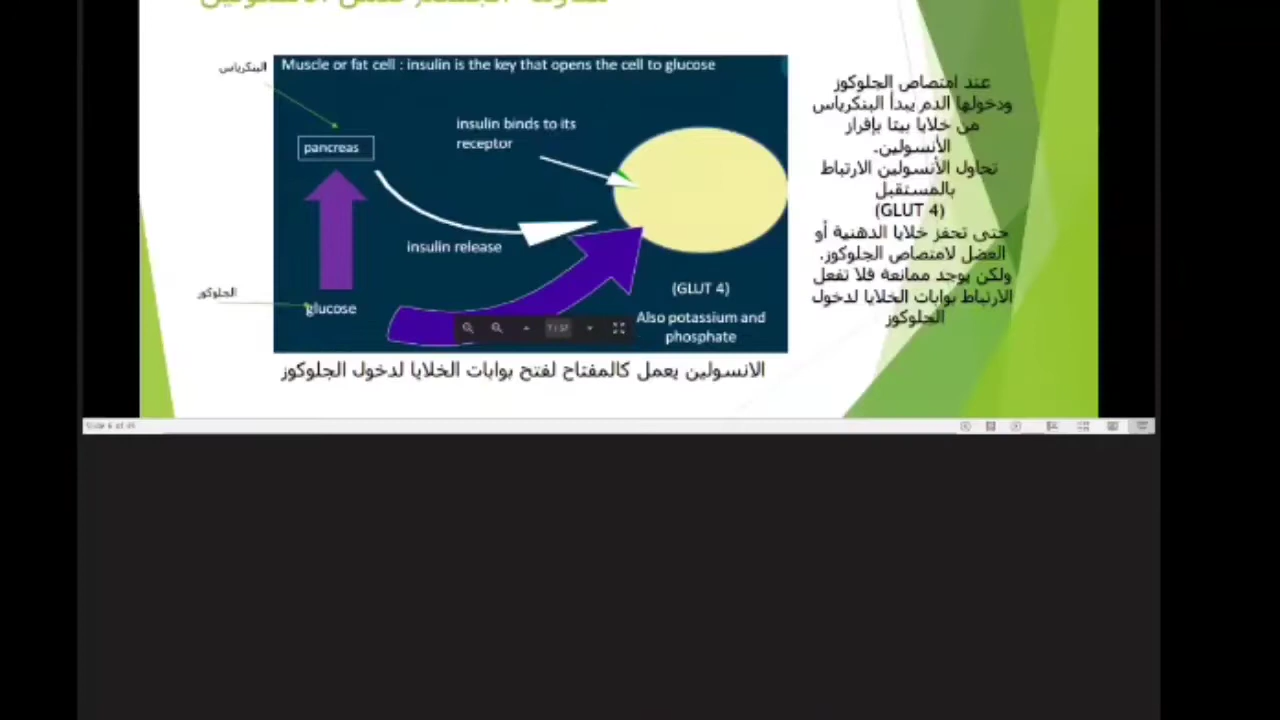 البنكرياس
Muscle or fat cell : insulin is the key that opens the cell to glucose
insulin binds to its
receptor
pancreas
insulin release
الجلوكوز
glucose
(GLUT 4)
Also potassium and
phosphate
الانسولين يعمل كالمفتاح لفتح بوابات الخلايا لدخول الجلوكوز
عند امتصاص الجلوكوز
ودخولها الدم يبدأ البنكرياس
من خلايا بيتا بإفراز
الأنسولين.
تحاول الأنسولين الارتباط
بالمستقبل
(GLUT 4)
حتى تحفز خلايا الدهنية أو
العضل لامتصاص الجلوكوز.
ولكن يوجد ممانعة فلا تفعل
الارتباط بوابات الخلايا لدخول
الجلوكوز